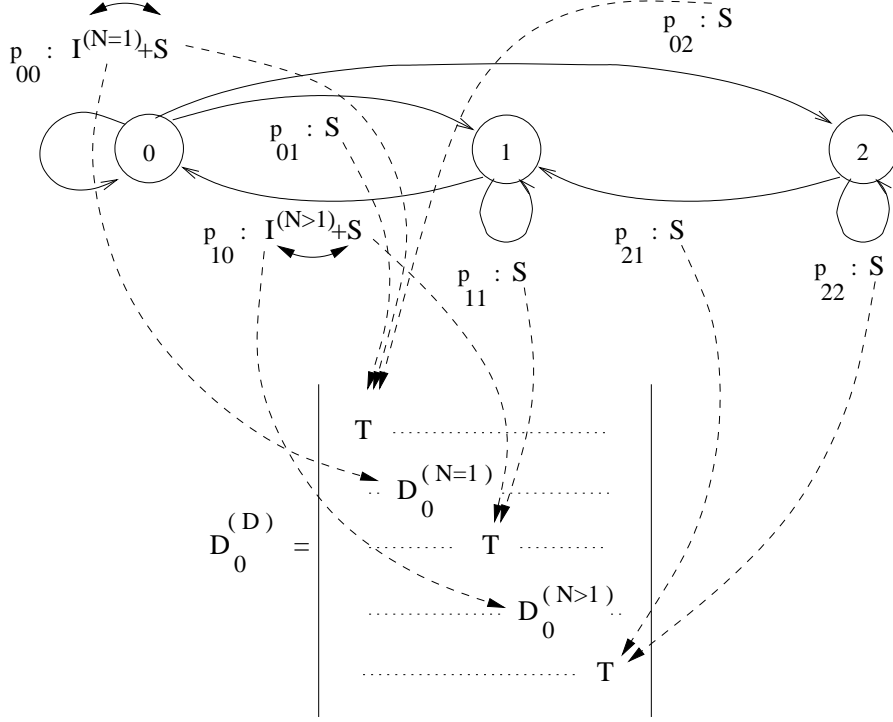 p02 : S
p00 : I(N=1)+S
p01 : S
0
1
2
p10 : I(N>1)+S
p11 : S
p21 : S
p22 : S
T
D0(N=1)
D0(D) =
T
D0(N>1)
T